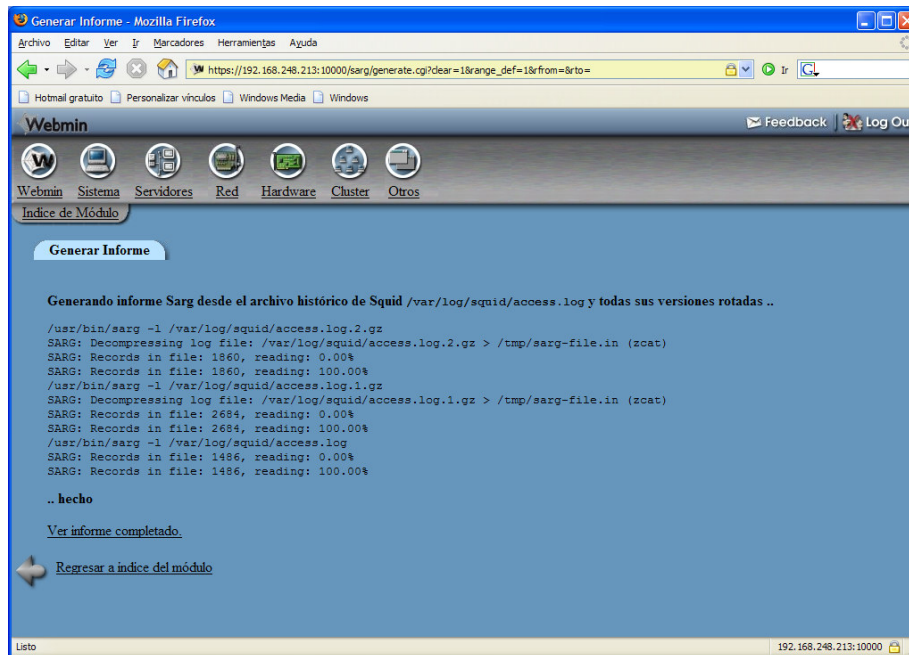 Generar Informe - Mozilla Firefox
Archivo Editar Ver Ir Marcadores Herramientas Ayuda
https://192.168.248.213:10000/sarg/generate.cgi?clear=1&range_def=1&rfrom=&rto=
Ir
G
Hotmail gratuito Personalizar vínculos Windows Media Windows
Webmin
Feedback Log Ou
Webmin Sistema Servidores Red Hardware Cluster Otros
Indice de Módulo
Generar Informe
Generando informe Sarg desde el archivo histórico de Squid /var/log/squid/access.log y todas sus versiones rotadas ..
/usr/bin/sarg -l /var/log/squid/access.log.2.gz
SARG: Decompressing log file: /var/log/squid/access.log.2.gz > /tmp/sarg-file.in (zcat)
SARG: Records in file: 1860, reading: 0.00%
SARG: Records in file: 1860, reading: 100.00%
/usr/bin/sarg -l /var/log/squid/access.log.1.gz
SARG: Decompressing log file: /var/log/squid/access.log.1.gz > /tmp/sarg-file.in (zcat)
SARG: Records in file: 2684, reading: 0.00%
SARG: Records in file: 2684, reading: 100.00%
/usr/bin/sarg -l /var/log/squid/access.log
SARG: Records in file: 1486, reading: 0.00%
SARG: Records in file: 1486, reading: 100.00%
.. hecho
Ver informe completado.
Regresar a índice del módulo
Listo
192.168.248.213:10000